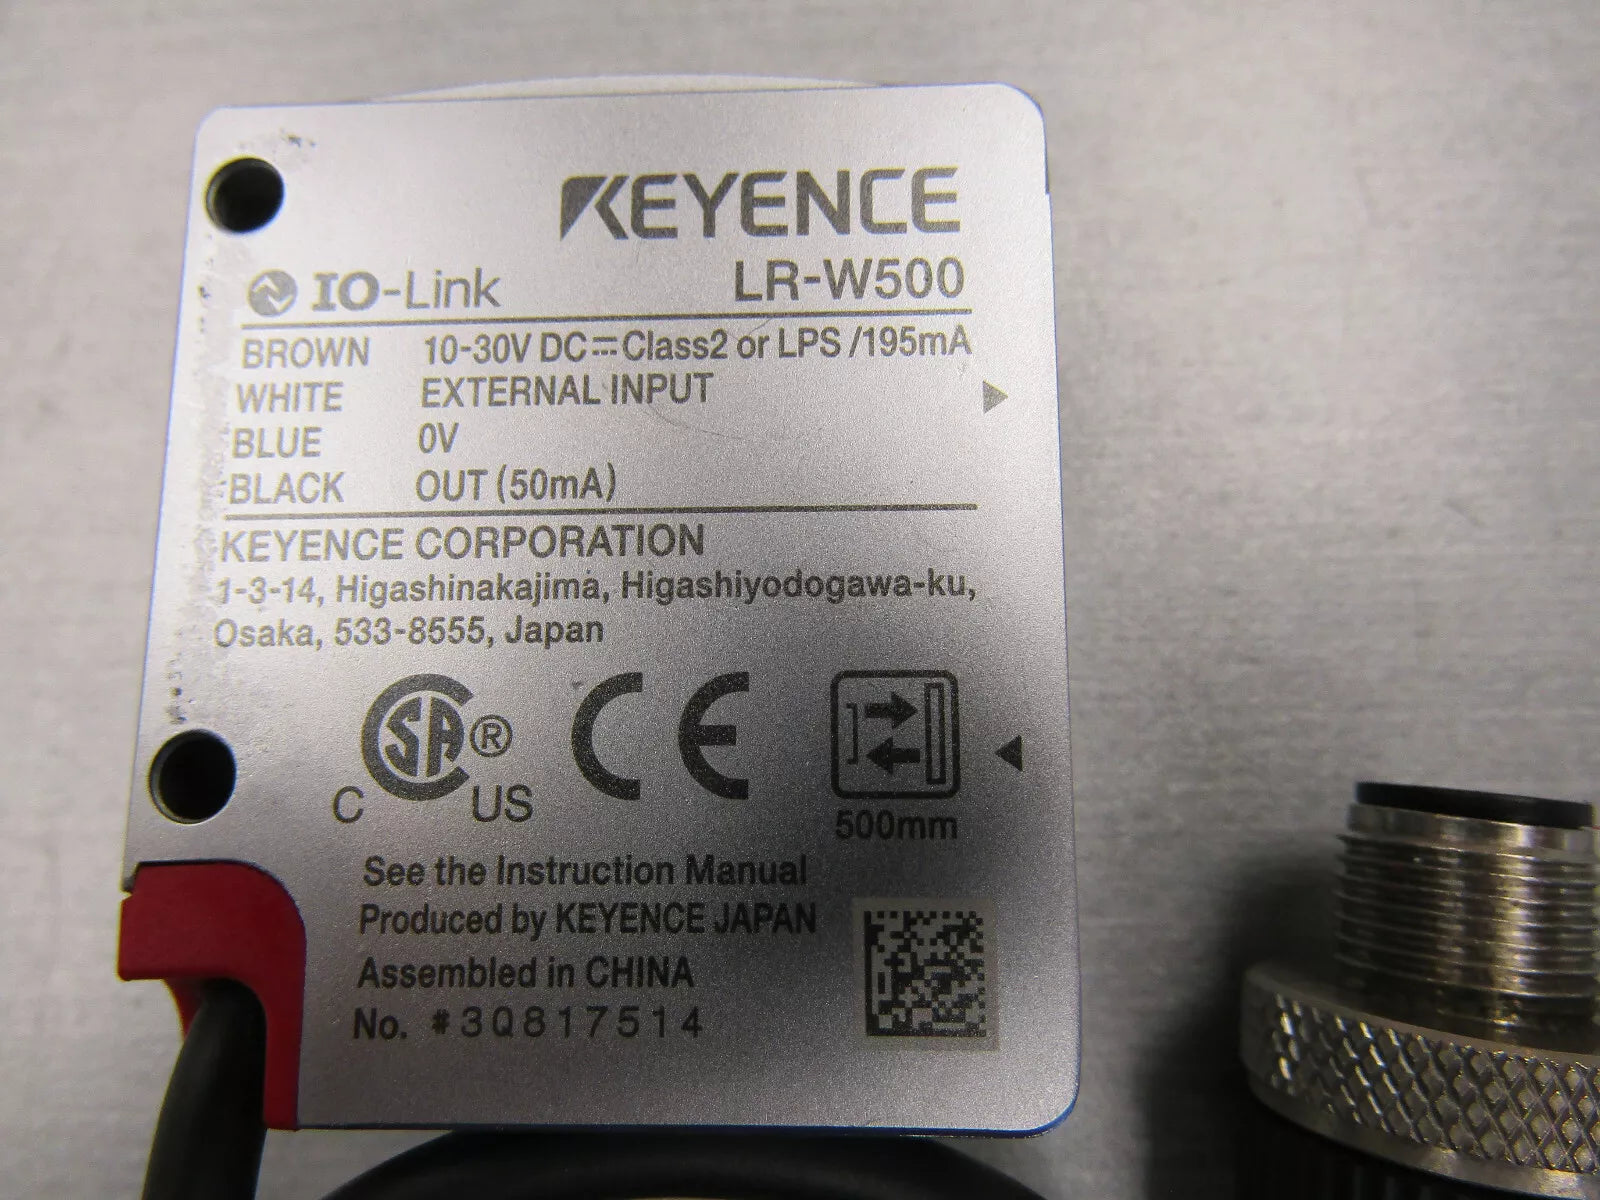 KEYENCE
IO-Link LR-W500
BROWN 10-30V DC⎓Class2 or LPS /195mA
WHITE EXTERNAL INPUT
BLUE 0V
BLACK OUT (50mA)
KEYENCE CORPORATION
1-3-14, Higashinakajima, Higashiyodogawa-ku,
Osaka, 533-8555, Japan
C SA ® US CE
500mm
See the Instruction Manual
Produced by KEYENCE JAPAN
Assembled in CHINA
No. #3Q817514